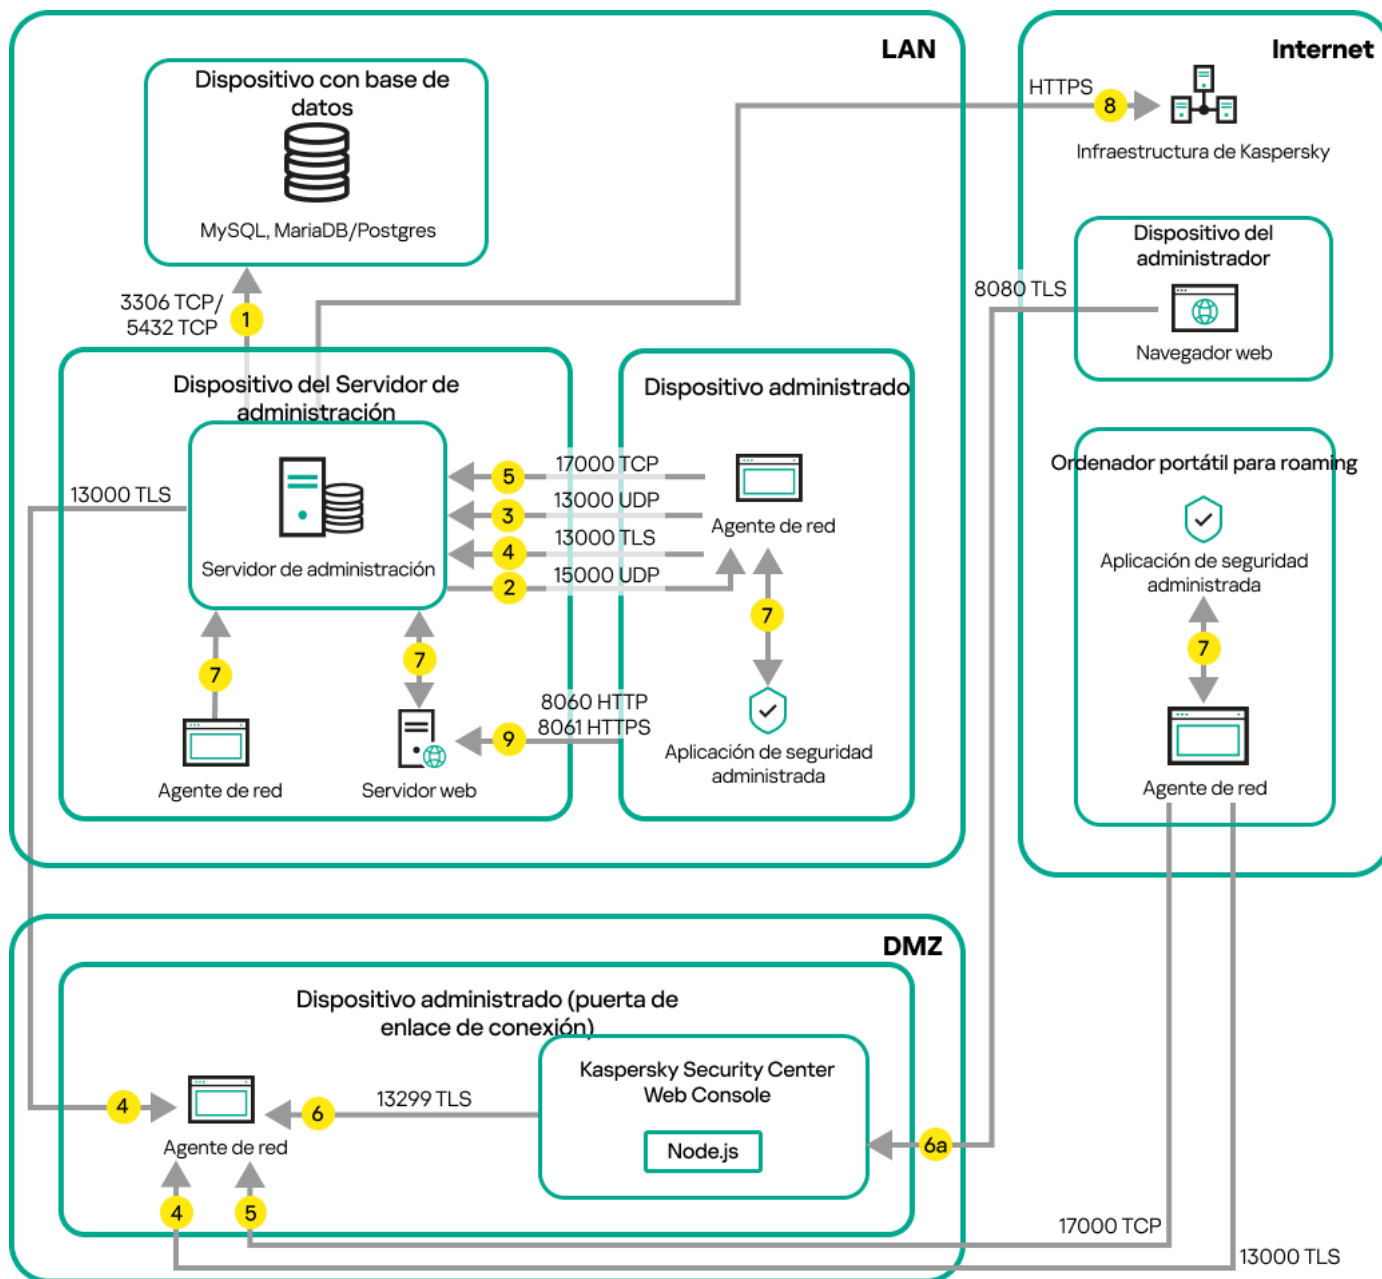 LAN
Internet
Dispositivo con base de
datos
MySQL, MariaDB/Postgres
HTTPS
8
Infraestructura de Kaspersky
Dispositivo del
administrador
8080 TLS
Navegador web
3306 TCP/
5432 TCP
1
Dispositivo del Servidor de
administración
Dispositivo administrado
Ordenador portátil para roaming
13000 TLS
Servidor de administración
5
17000 TCP
3
13000 UDP
4
13000 TLS
2
15000 UDP
Agente de red
Aplicación de seguridad
administrada
7
7
7
7
8060 HTTP
8061 HTTPS
9
Agente de red
Servidor web
Aplicación de seguridad
administrada
Agente de red
DMZ
Dispositivo administrado (puerta de
enlace de conexión)
Kaspersky Security Center
Web Console
Node.js
4
6
13299 TLS
6a
Agente de red
4
5
17000 TCP
13000 TLS